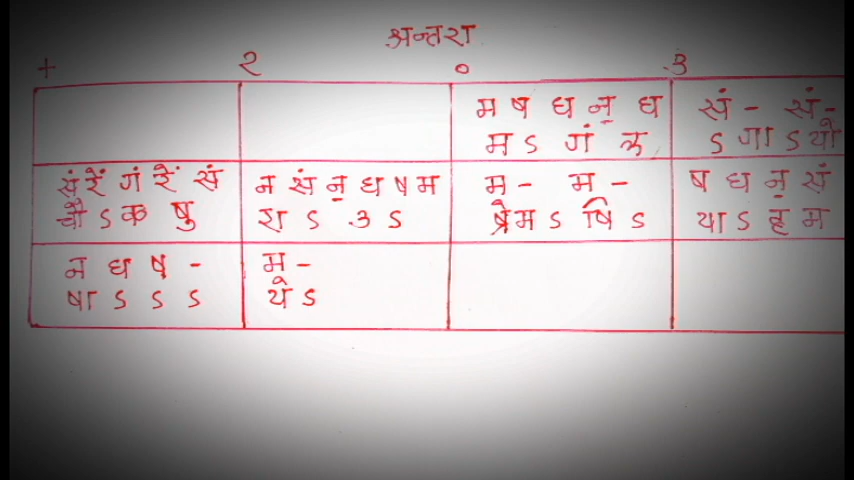 अन्तरा
+ २ ० ३
म ष ध न॒ ध सं - सं -
म ऽ गं ल ऽ गा ऽ यो
सं रें गं रें सं न सं न॒ ध ष म म - म - ष ध न सं
चौ ऽ क षु रा ऽ .उ ऽ प्रेम ऽ षि ऽ या ऽ हं म
न ध ष - म -
षा ऽ ऽ ऽ ये ऽ